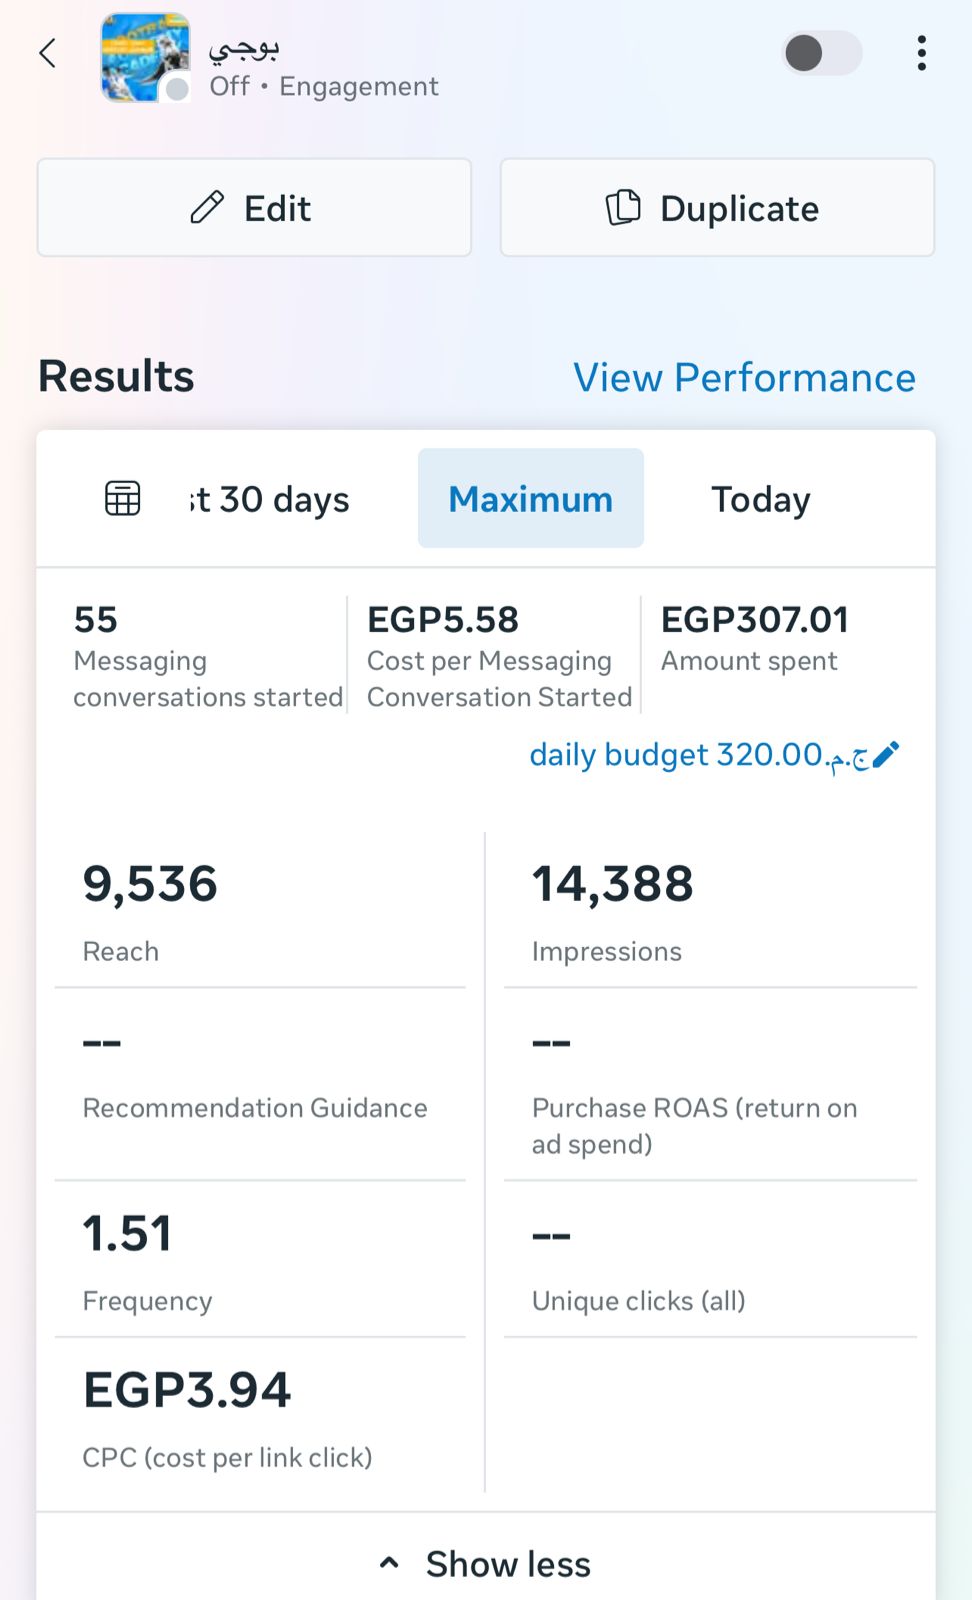 بوجي
Off • Engagement
Edit
Duplicate
Results
View Performance
st 30 days
Maximum
Today
55
Messaging
conversations started
EGP5.58
Cost per Messaging
Conversation Started
EGP307.01
Amount spent
daily budget 320.00.ج.م
9,536
Reach
14,388
Impressions
--
Recommendation Guidance
--
Purchase ROAS (return on
ad spend)
1.51
Frequency
--
Unique clicks (all)
EGP3.94
CPC (cost per link click)
Show less